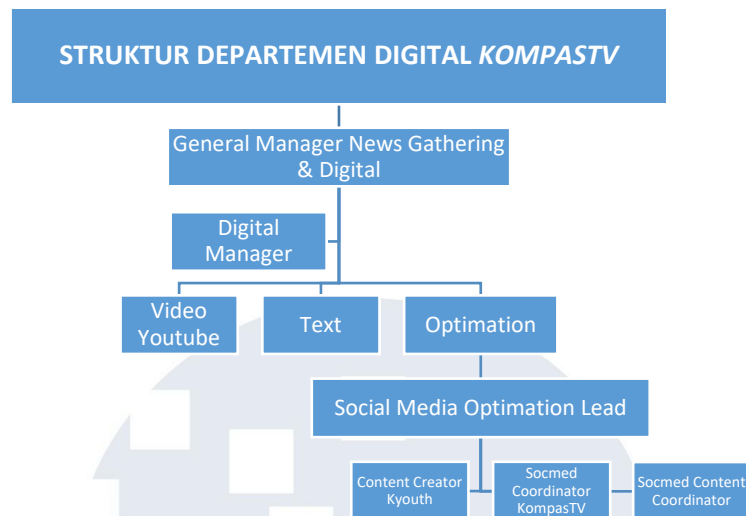 STRUKTUR DEPARTEMEN DIGITAL KOMPASTV
General Manager News Gathering
& Digital
Digital
Manager
Video
Youtube
Text
Optimation
Social Media Optimation Lead
Content Creator
Kyouth
Socmed
Coordinator
KompasTV
Socmed Content
Coordinator